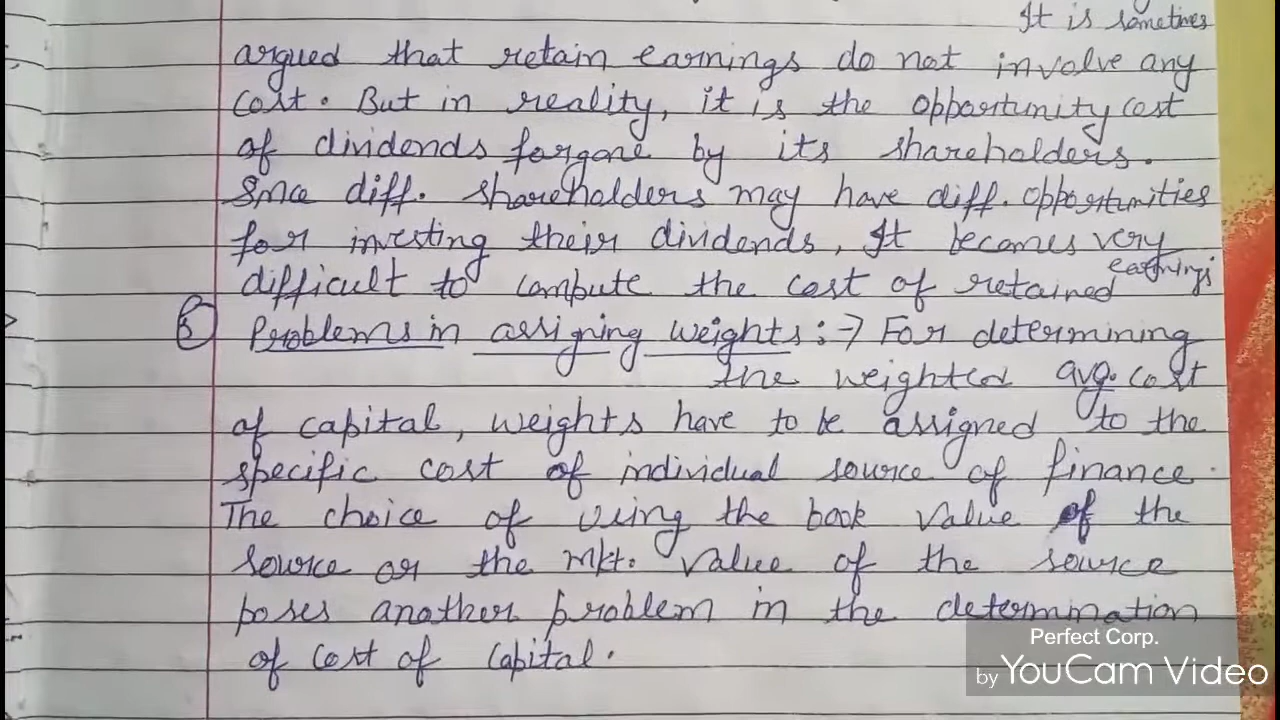 It is sometimes
argued that retain earnings do not involve any
cost. But in reality, it is the opportunity cost
of dividends forgone by its shareholders.
Since diff. shareholders may have diff. opportunities
for investing their dividends, It becomes very
difficult to compute the cost of retained earnings
5 Problems in assigning weights :→ For determining
the weighted avg. cost
of capital, weights have to be assigned to the
specific cost of individual source of finance.
The choice of using the book value of the
source or the mkt. value of the source
poses another problem in the determination
of cost of capital.
Perfect Corp.
by YouCam Video